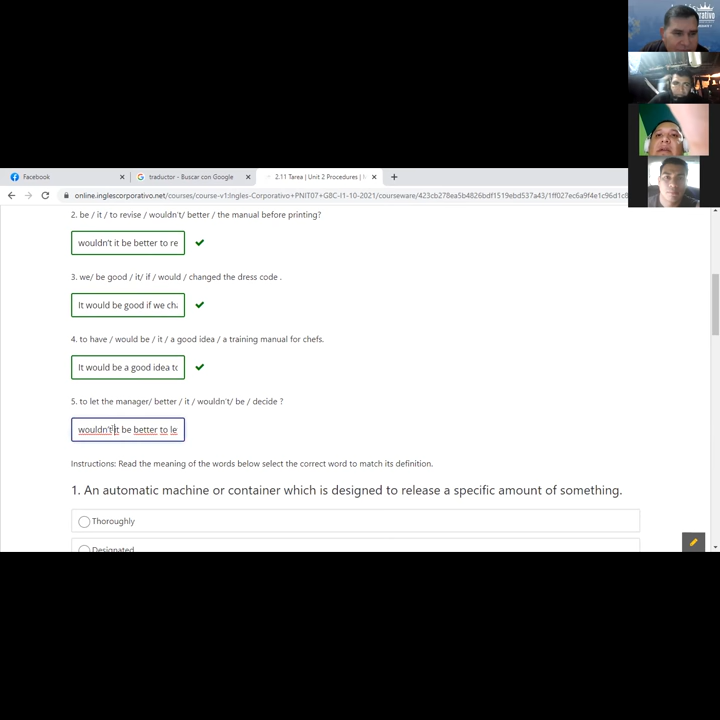 Facebook
traductor - Buscar con Google
2.11 Tarea | Unit 2 Procedures |
online.inglescorporativo.net/courses/course-v1:Ingles-Corporativo+PNIT07+G8C-I1-10-2021/courseware/423cb278ea5b4826bdf1519ebd537a43/1ff027ec6a9f4e1c96d1c8
2. be / it / to revise / wouldn't/ better / the manual before printing?
wouldn't it be better to re
3. we/ be good / it/ if / would / changed the dress code .
It would be good if we cha
4. to have / would be / it / a good idea / a training manual for chefs.
It would be a good idea to
5. to let the manager/ better / it / wouldn't/ be / decide ?
wouldn't it be better to le
Instructions: Read the meaning of the words below select the correct word to match its definition.
1. An automatic machine or container which is designed to release a specific amount of something.
Thoroughly
Designated